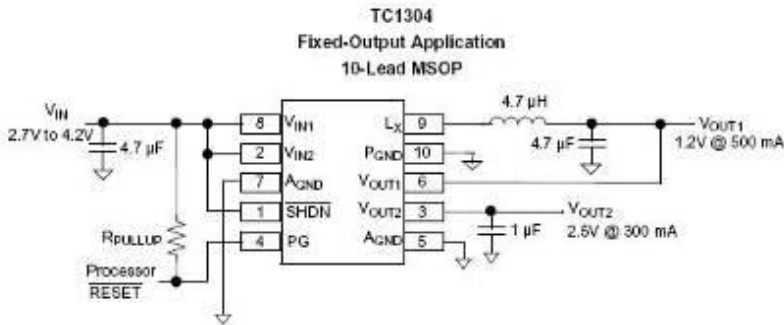 TC1304
Fixed-Output Application
10-Lead MSOP
4.7 µH
VIN
2.7V to 4.2V
4.7 µF
8 VIN1 LX 9
4.7 µF
VOUT1
1.2V @ 500 mA
2 VIN2 PGND 10
7 AGND VOUT1 6
1 SHDN VOUT2 3
VOUT2
2.5V @ 300 mA
1 µF
RPULLUP
4 PG AGND 5
Processor
RESET